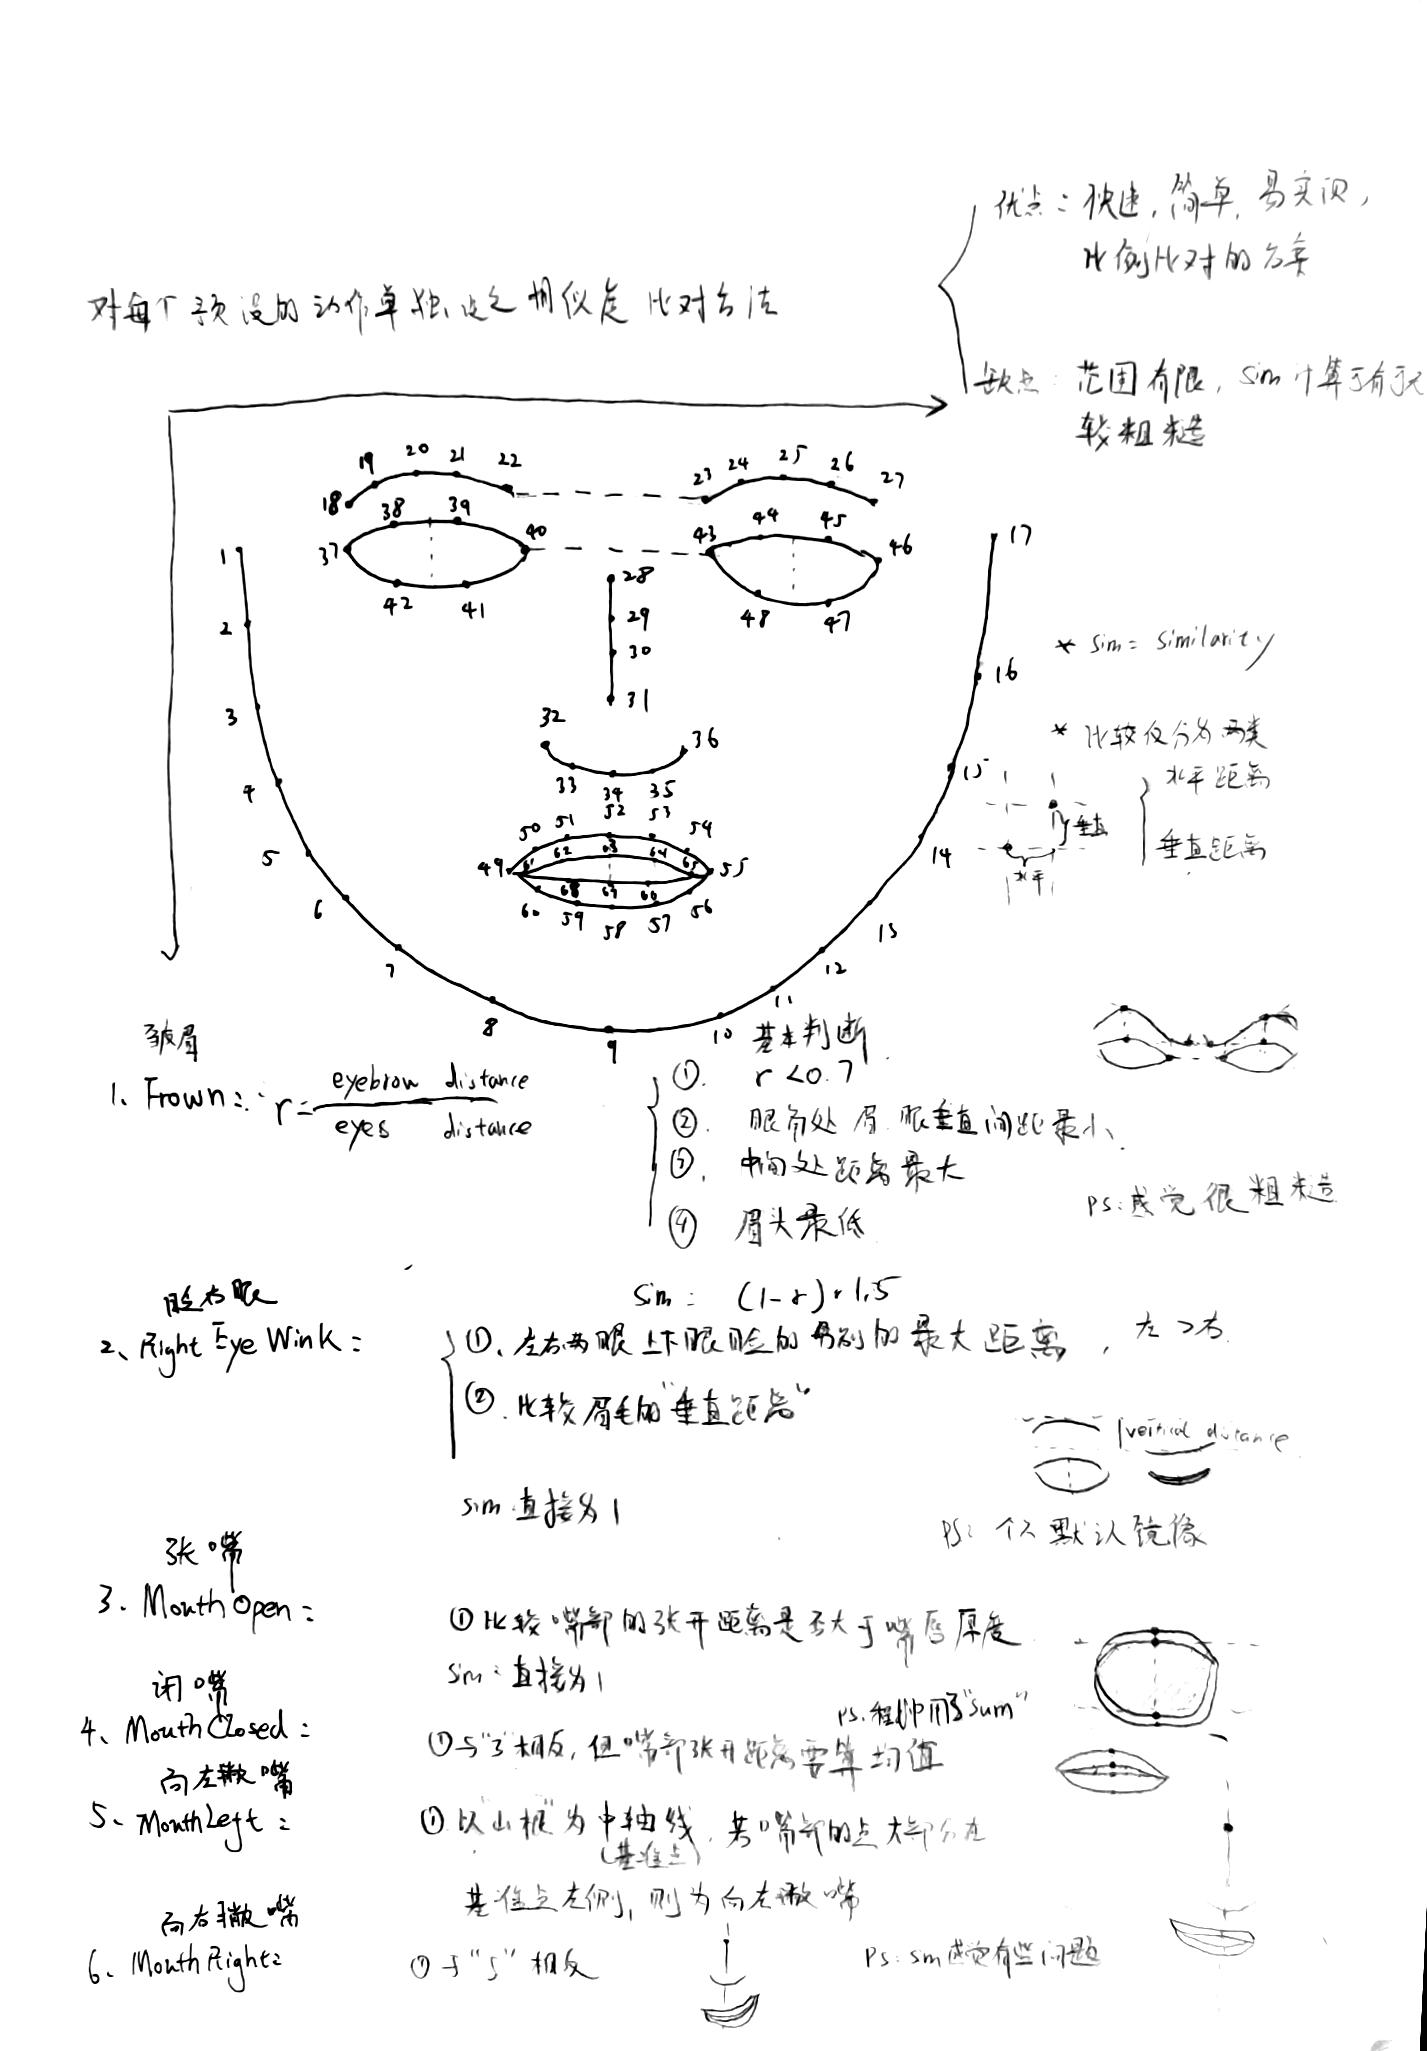 优点：快速，简单，易实现，
比例比对的方案
对每个预设的动作单独设定相似度比对方法
缺点：范围有限，sim计算
较粗糙
18 19 20 21 22
23 24 25 26 27
37 38 39 40 41 42
43 44 45 46 47 48
1 2 3 4 5 6 7 8 9 10 11 12 13 14 15 16 17
28
29
30
31
32 33 34 35 36
49 50 51 52 53 54 55
56 57 58 59 60
61 62 63 64 65
66 67 68
* sim = similarity
* 比较仅分为两类
水平距离
垂直距离
垂直
水平
皱眉
1、Frown: r = eyebrow distance
eyes distance
基本判断
①. r < 0.7
②. 眼角处眉眼垂直间距最小.
③. 中间处距离最大
④ 眉头最低
PS:感觉很粗糙
sim: (1-r)*1.5
眨右眼
2、Right Eye Wink:
①、左右两眼上下眼睑的分别的最大距离，左>右.
②. 比较眉毛的"垂直距离"
vertical distance
sim 直接为1
PS: 个人默认镜像
张嘴
3. Mouth Open:
①比较嘴部的张开距离是否大于嘴唇厚度
sim:直接为1
闭嘴
4、Mouth Closed:
PS.程序中用了"sum"
①与"3"相反，但嘴部张开距离要算均值
向左撇嘴
5、Mouth Left:
①以"山根"为中轴线，若嘴部的点大部分在
（基准点）
基准点左侧，则为向左撇嘴
向右撇嘴
6、Mouth Right:
①与"5"相反
PS: sim感觉有些问题